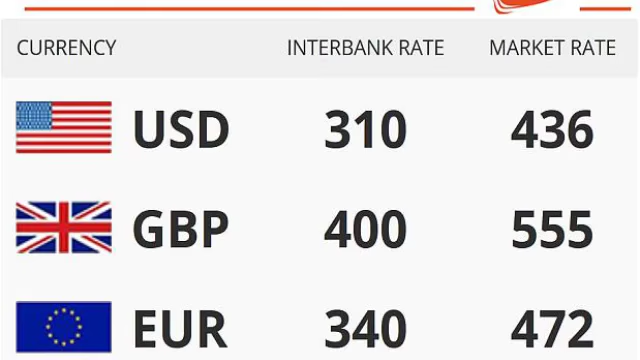 CURRENCY INTERBANK RATE MARKET RATE
USD 310 436
GBP 400 555
EUR 340 472